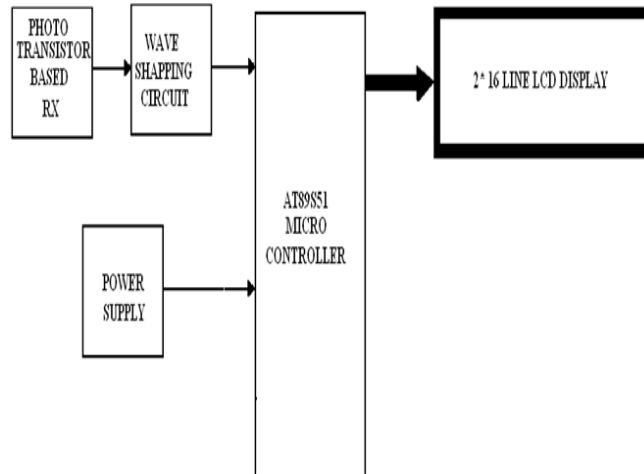 PHOTO
TRANSISTOR
BASED
RX
WAVE
SHAPPING
CIRCUIT
2* 16 LINE LCD DISPLAY
AT89S51
MICRO
CONTROLLER
POWER
SUPPLY